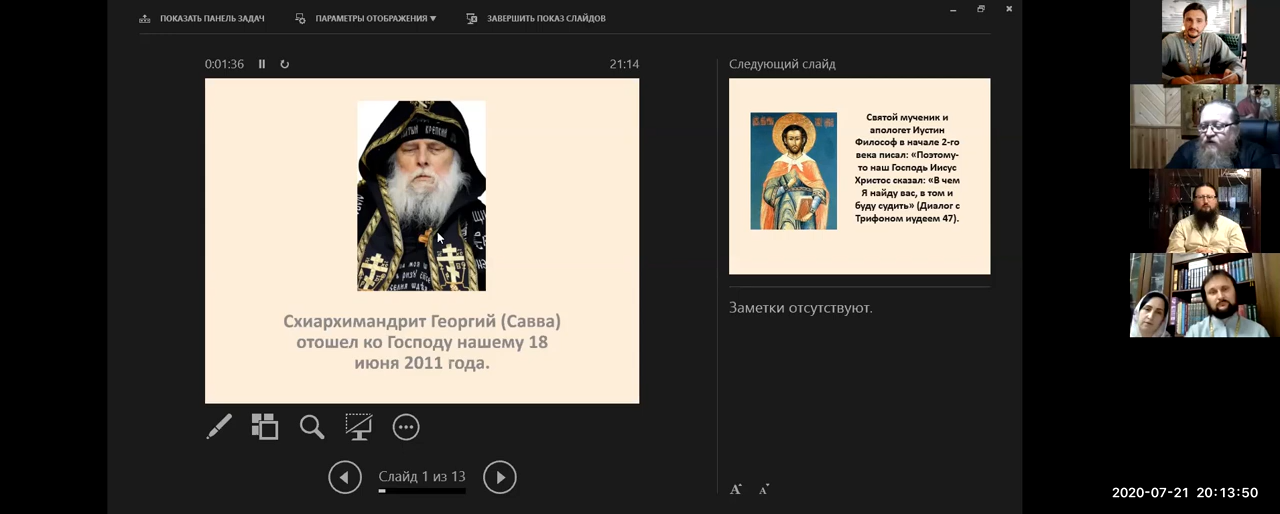 ПОКАЗАТЬ ПАНЕЛЬ ЗАДАЧ
ПАРАМЕТРЫ ОТОБРАЖЕНИЯ ▼
ЗАВЕРШИТЬ ПОКАЗ СЛАЙДОВ
0:01:36
21:14
Схиархимандрит Георгий (Савва)
отошел ко Господу нашему 18
июня 2011 года.
Слайд 1 из 13
Следующий слайд
Святой мученик и
апологет Иустин
Философ в начале 2-го
века писал: «Поэтому-
то наш Господь Иисус
Христос сказал: «В чем
Я найду вас, в том и
буду судить» (Диалог с
Трифоном иудеем 47).
Заметки отсутствуют.
2020-07-21 20:13:50